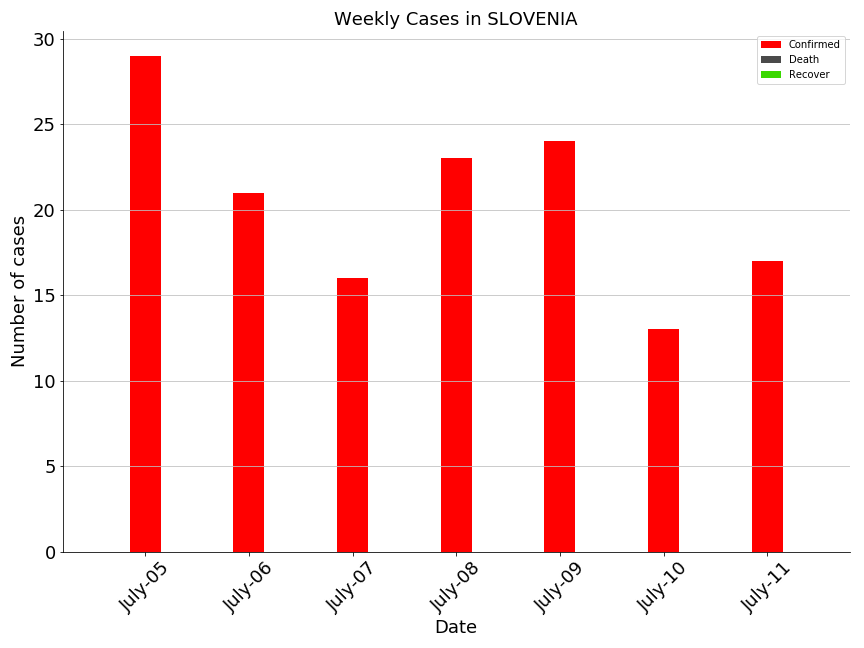 Weekly Cases in SLOVENIA
Confirmed
Death
Recover
Number of cases
30
25
20
15
10
5
0
July-05
July-06
July-07
July-08
July-09
July-10
July-11
Date